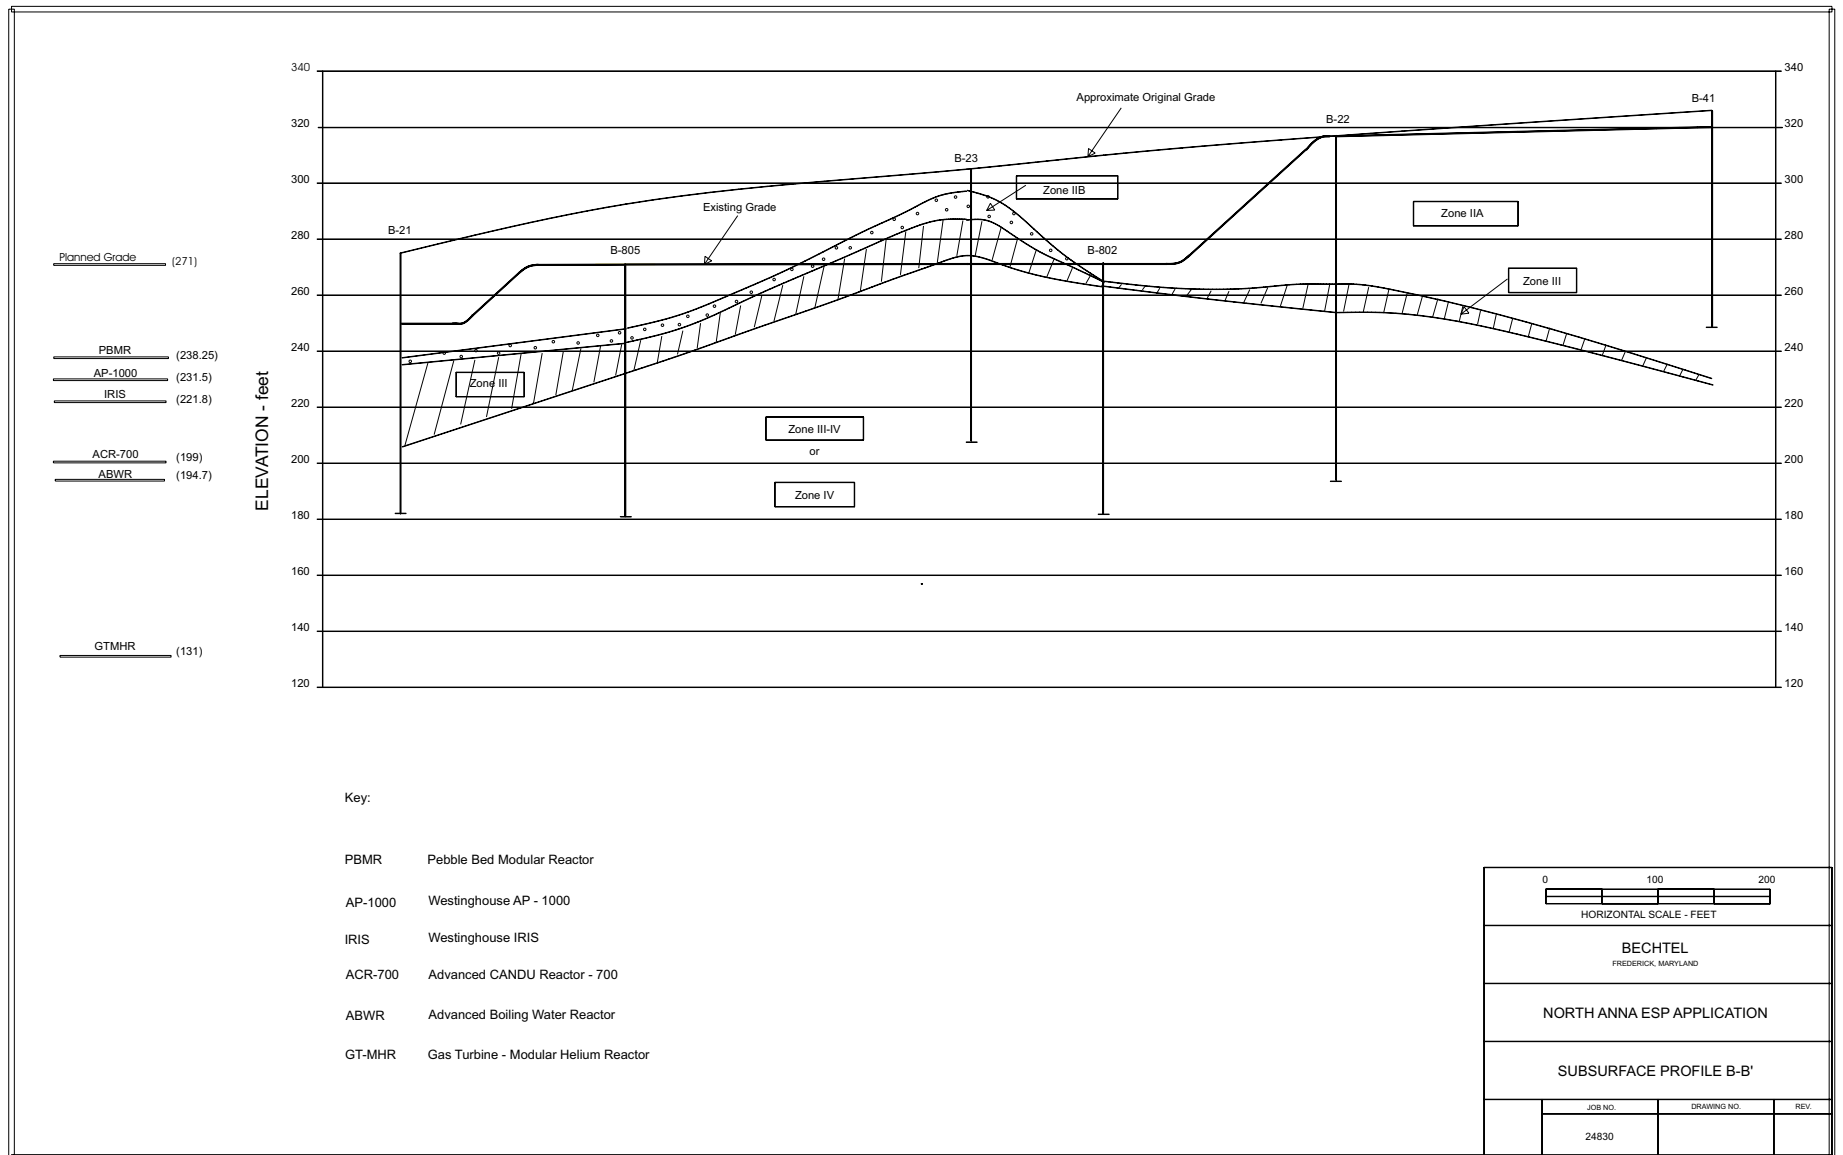 340
340
Approximate Original Grade
B-41
B-22
320
320
B-23
300
Zone IIB
300
Existing Grade
Zone IIA
B-21
280
B-805
B-802
280
Planned Grade (271)
Zone III
260
260
PBMR (238.25)
240
240
AP-1000 (231.5)
Zone III
IRIS (221.8)
220
220
Zone III-IV
or
ACR-700 (199)
200
200
ABWR (194.7)
Zone IV
ELEVATION - feet
180
180
160
160
140
140
GTMHR (131)
120
120
Key:
PBMR Pebble Bed Modular Reactor
AP-1000 Westinghouse AP - 1000
IRIS Westinghouse IRIS
ACR-700 Advanced CANDU Reactor - 700
ABWR Advanced Boiling Water Reactor
GT-MHR Gas Turbine - Modular Helium Reactor
0 100 200
HORIZONTAL SCALE - FEET
BECHTEL
FREDERICK, MARYLAND
NORTH ANNA ESP APPLICATION
SUBSURFACE PROFILE B-B'
JOB NO. DRAWING NO. REV.
24830